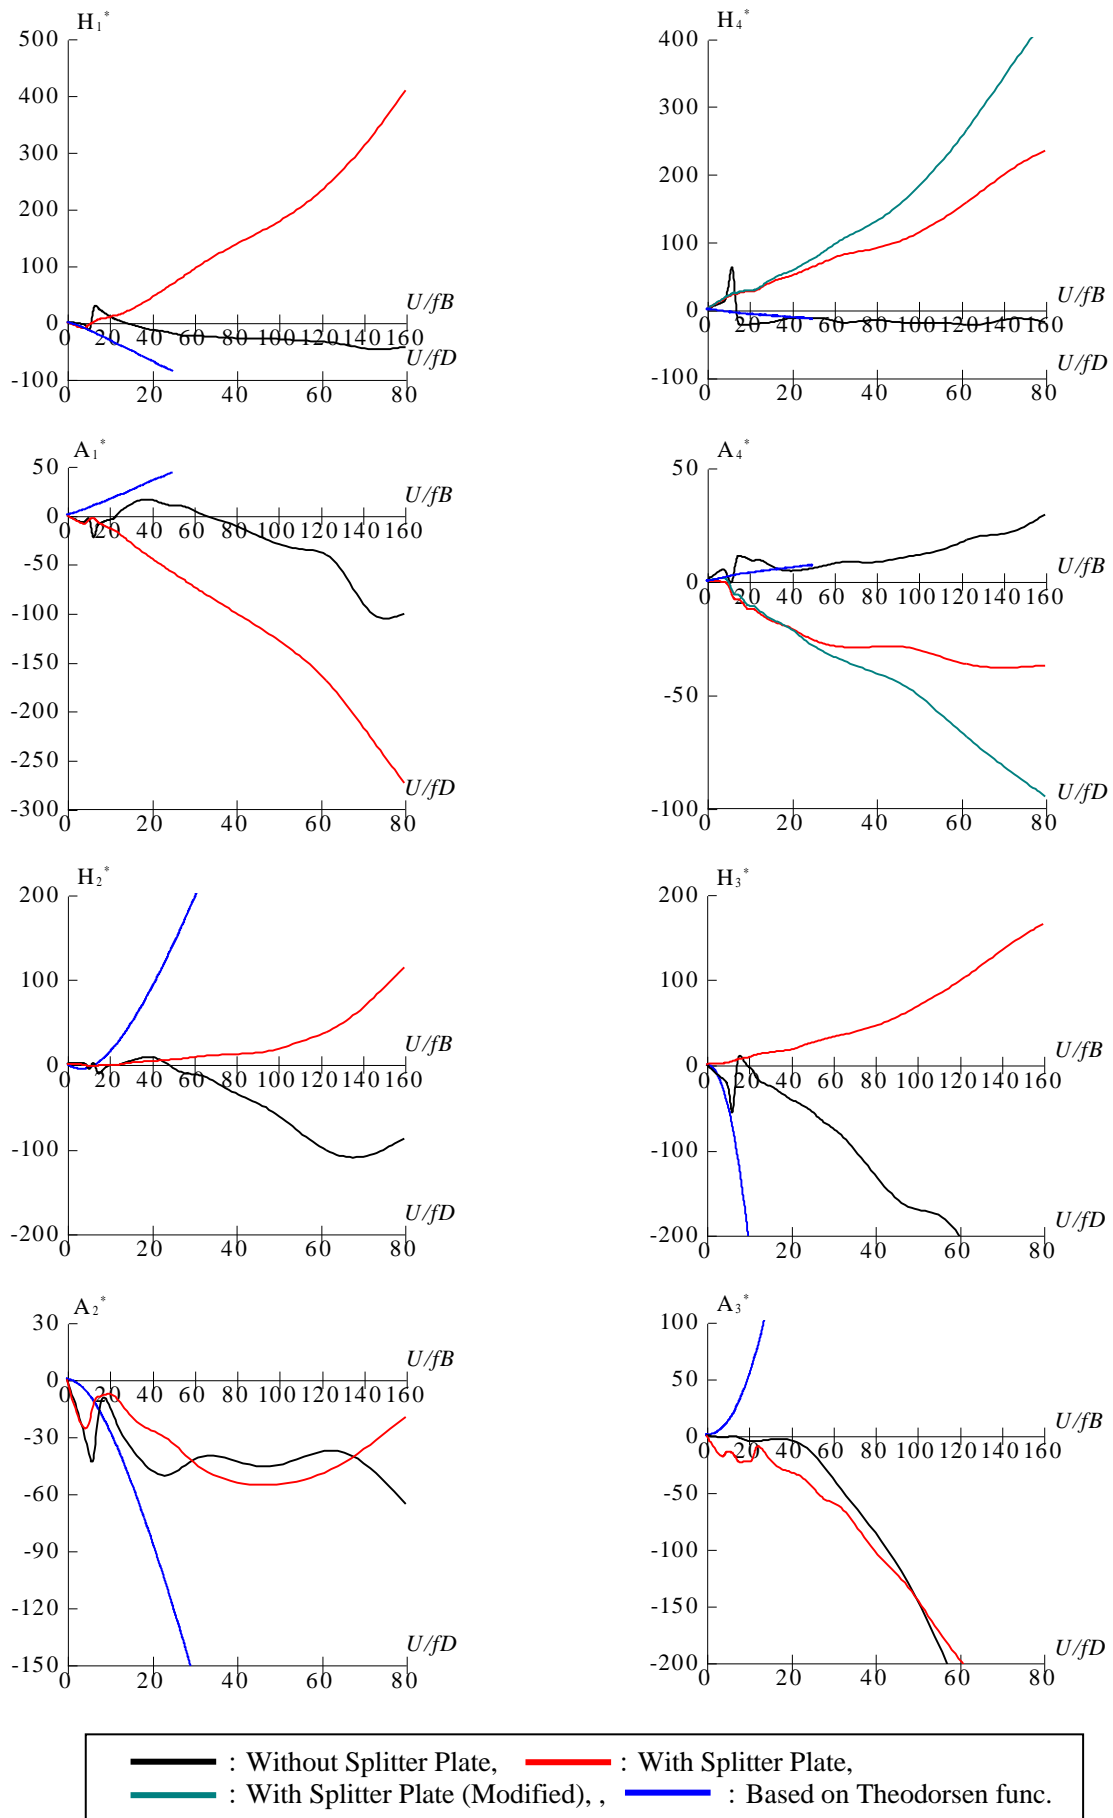 H1* H4*
500 400
400 300
300 200
200 100
100 U/fB U/fB
0 0
0 20 40 60 80 100 120 140 160 0 20 40 60 80 100 120 140 160
U/fD U/fD
-100 -100
0 20 40 60 80 0 20 40 60 80
A1* A4*
50 50
U/fB U/fB
0 0
0 20 40 60 80 100 120 140 160 0 20 40 60 80 100 120 140 160
-50
-100 -50
-150
-200
-250
U/fD U/fD
-300 -100
0 20 40 60 80 0 20 40 60 80
H2* H3*
200 200
100 100
U/fB U/fB
0 0
0 20 40 60 80 100 120 140 160 0 20 40 60 80 100 120 140 160
-100 -100
U/fD U/fD
-200 -200
0 20 40 60 80 0 20 40 60 80
A2* A3*
30 100
50
U/fB U/fB
0 0
0 20 40 60 80 100 120 140 160 0 20 40 60 80 100 120 140 160
-30 -50
-60 -100
-90 -150
-120
U/fD U/fD
-150 -200
0 20 40 60 80 0 20 40 60 80
: Without Splitter Plate, : With Splitter Plate,
: With Splitter Plate (Modified), , : Based on Theodorsen func.